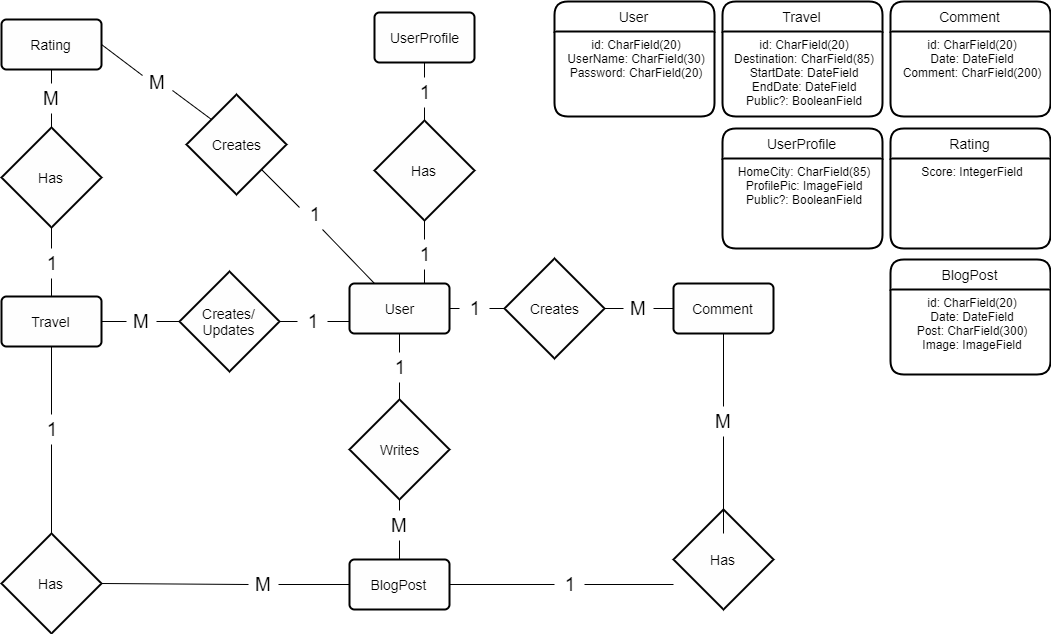 Rating
UserProfile
User
id: CharField(20)
UserName: CharField(30)
Password: CharField(20)
Travel
id: CharField(20)
Destination: CharField(85)
StartDate: DateField
EndDate: DateField
Public?: BooleanField
Comment
id: CharField(20)
Date: DateField
Comment: CharField(200)
M
M
1
Creates
Has
Has
UserProfile
HomeCity: CharField(85)
ProfilePic: ImageField
Public?: BooleanField
Rating
Score: IntegerField
1
1
1
BlogPost
id: CharField(20)
Date: DateField
Post: CharField(300)
Image: ImageField
Travel
M
Creates/
Updates
1
User
1
Creates
M
Comment
1
1
M
Writes
M
Has
M
BlogPost
1
Has